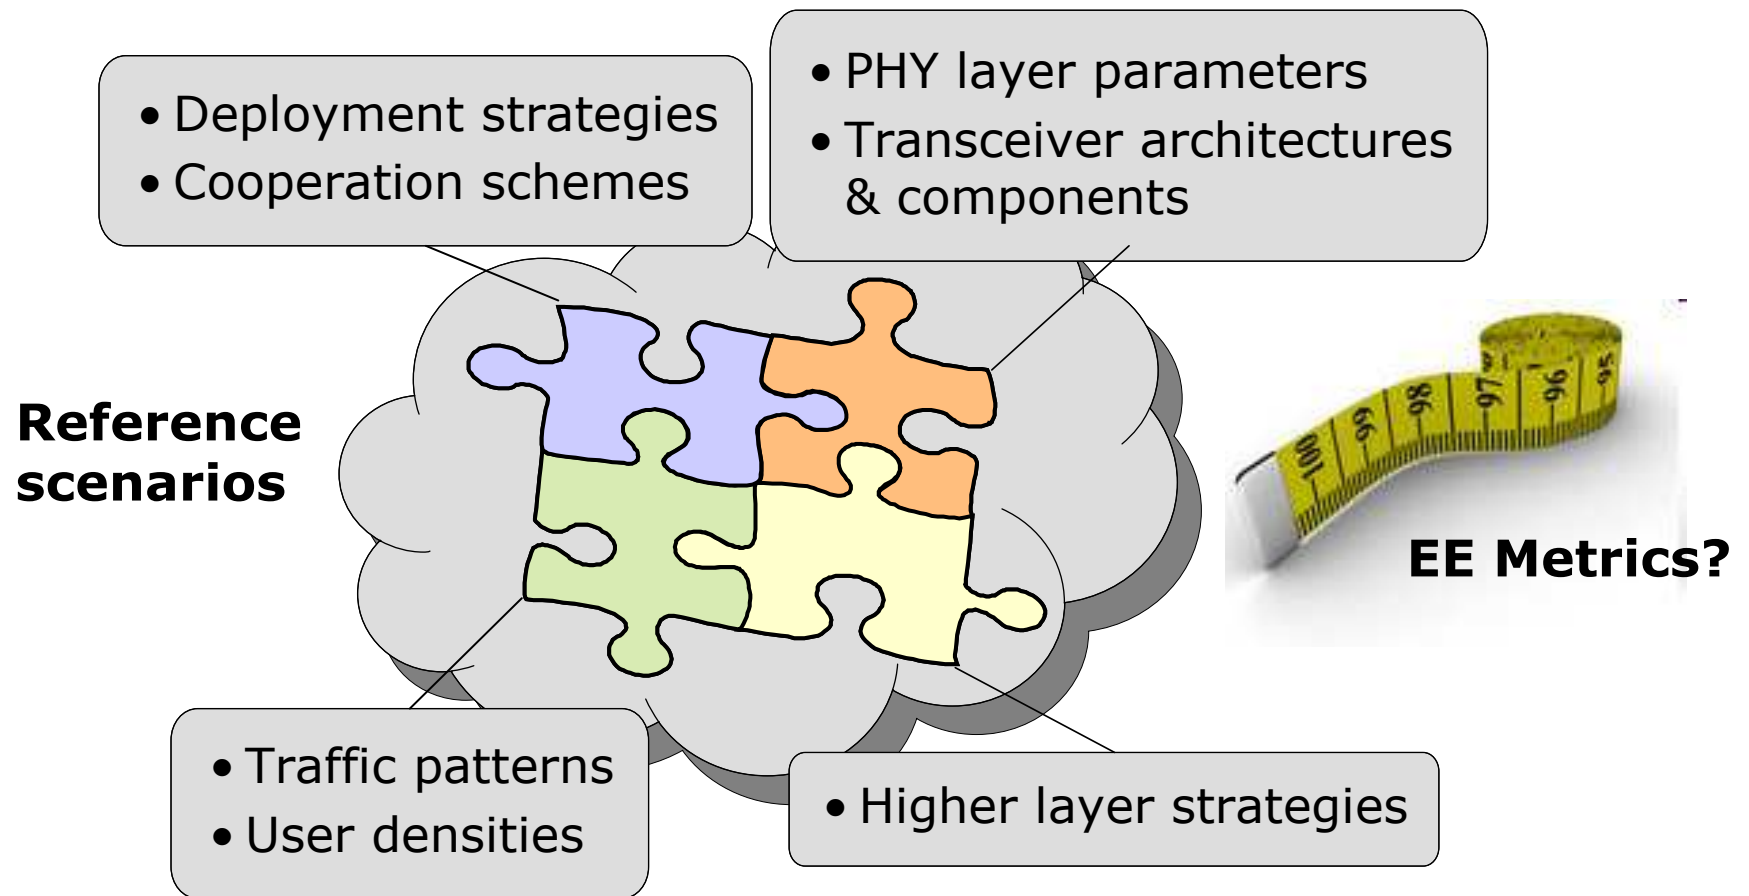 • Deployment strategies
• Cooperation schemes
• PHY layer parameters
• Transceiver architectures
& components
Reference
scenarios
100
99
98
97
96
95
EE Metrics?
• Traffic patterns
• User densities
• Higher layer strategies